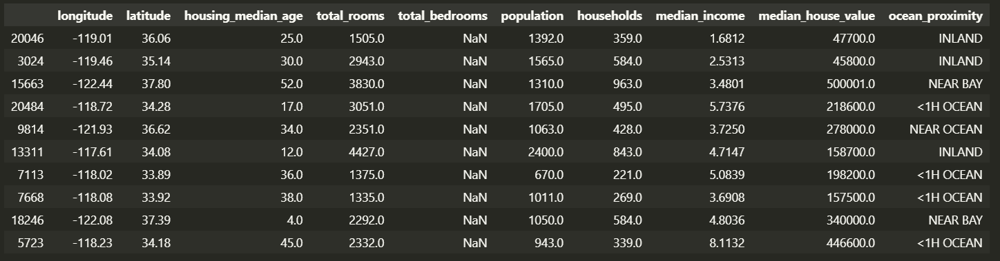 longitude latitude housing_median_age total_rooms total_bedrooms population households median_income median_house_value ocean_proximity
20046 -119.01 36.06 25.0 1505.0 NaN 1392.0 359.0 1.6812 47700.0 INLAND
3024 -119.46 35.14 30.0 2943.0 NaN 1565.0 584.0 2.5313 45800.0 INLAND
15663 -122.44 37.80 52.0 3830.0 NaN 1310.0 963.0 3.4801 500001.0 NEAR BAY
20484 -118.72 34.28 17.0 3051.0 NaN 1705.0 495.0 5.7376 218600.0 <1H OCEAN
9814 -121.93 36.62 34.0 2351.0 NaN 1063.0 428.0 3.7250 278000.0 NEAR OCEAN
13311 -117.61 34.08 12.0 4427.0 NaN 2400.0 843.0 4.7147 158700.0 INLAND
7113 -118.02 33.89 36.0 1375.0 NaN 670.0 221.0 5.0839 198200.0 <1H OCEAN
7668 -118.08 33.92 38.0 1335.0 NaN 1011.0 269.0 3.6908 157500.0 <1H OCEAN
18246 -122.08 37.39 4.0 2292.0 NaN 1050.0 584.0 4.8036 340000.0 NEAR BAY
5723 -118.23 34.18 45.0 2332.0 NaN 943.0 339.0 8.1132 446600.0 <1H OCEAN